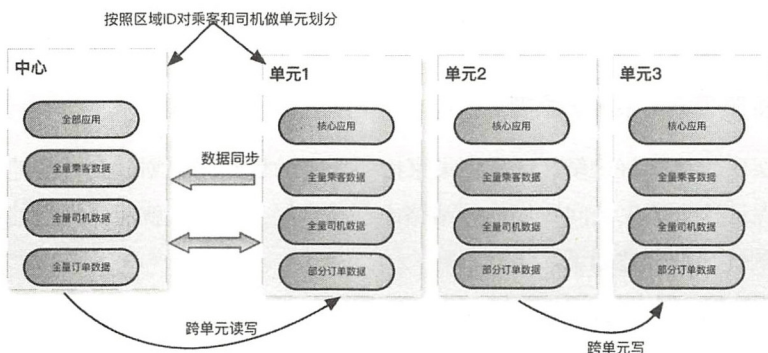 按照区域ID对乘客和司机做单元划分
中心
全部应用
全量乘客数据
全量司机数据
全量订单数据
数据同步
单元1
核心应用
全量乘客数据
全量司机数据
部分订单数据
单元2
核心应用
全量乘客数据
全量司机数据
部分订单数据
单元3
核心应用
全量乘客数据
全量司机数据
部分订单数据
跨单元读写
跨单元写